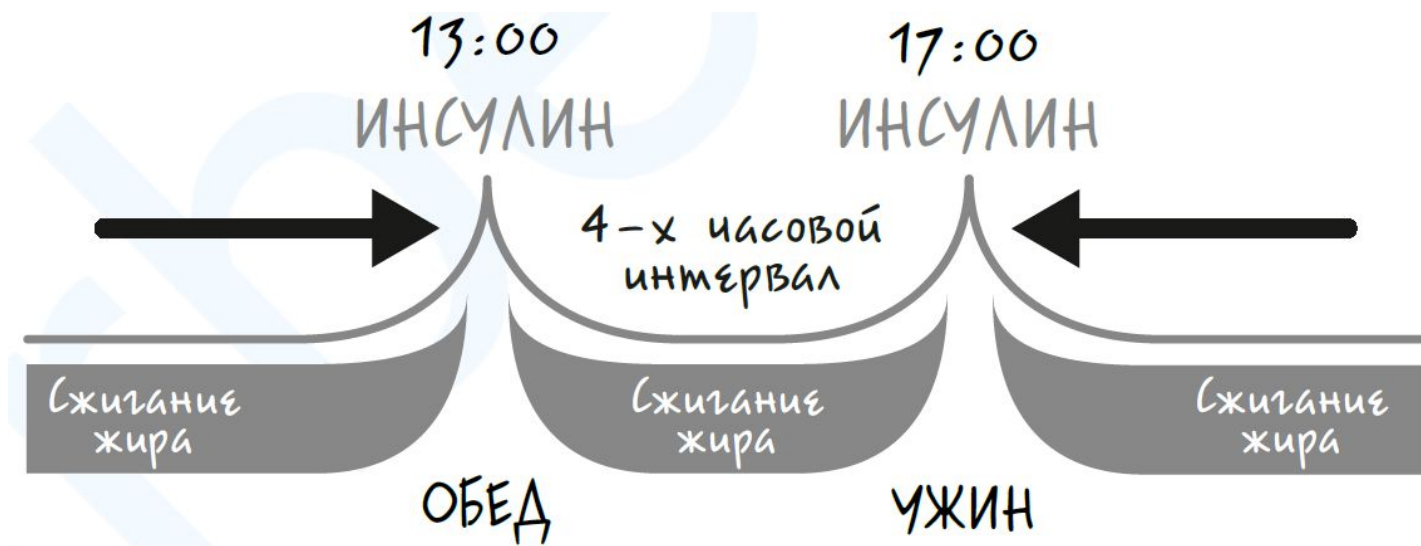 13:00
17:00
ИНСУЛИН
ИНСУЛИН
4-х часовой
интервал
Сжигание
жира
Сжигание
жира
Сжигание
жира
ОБЕД
УЖИН